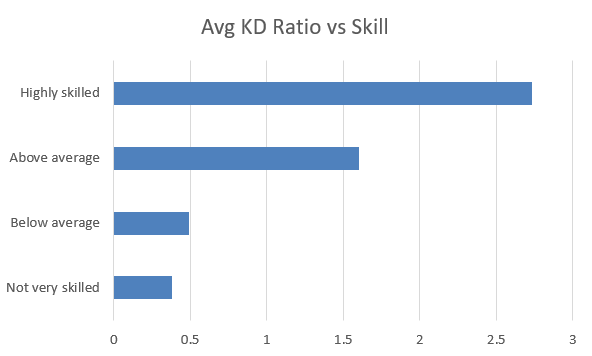 Avg KD Ratio vs Skill
Highly skilled
Above average
Below average
Not very skilled
0 0.5 1 1.5 2 2.5 3